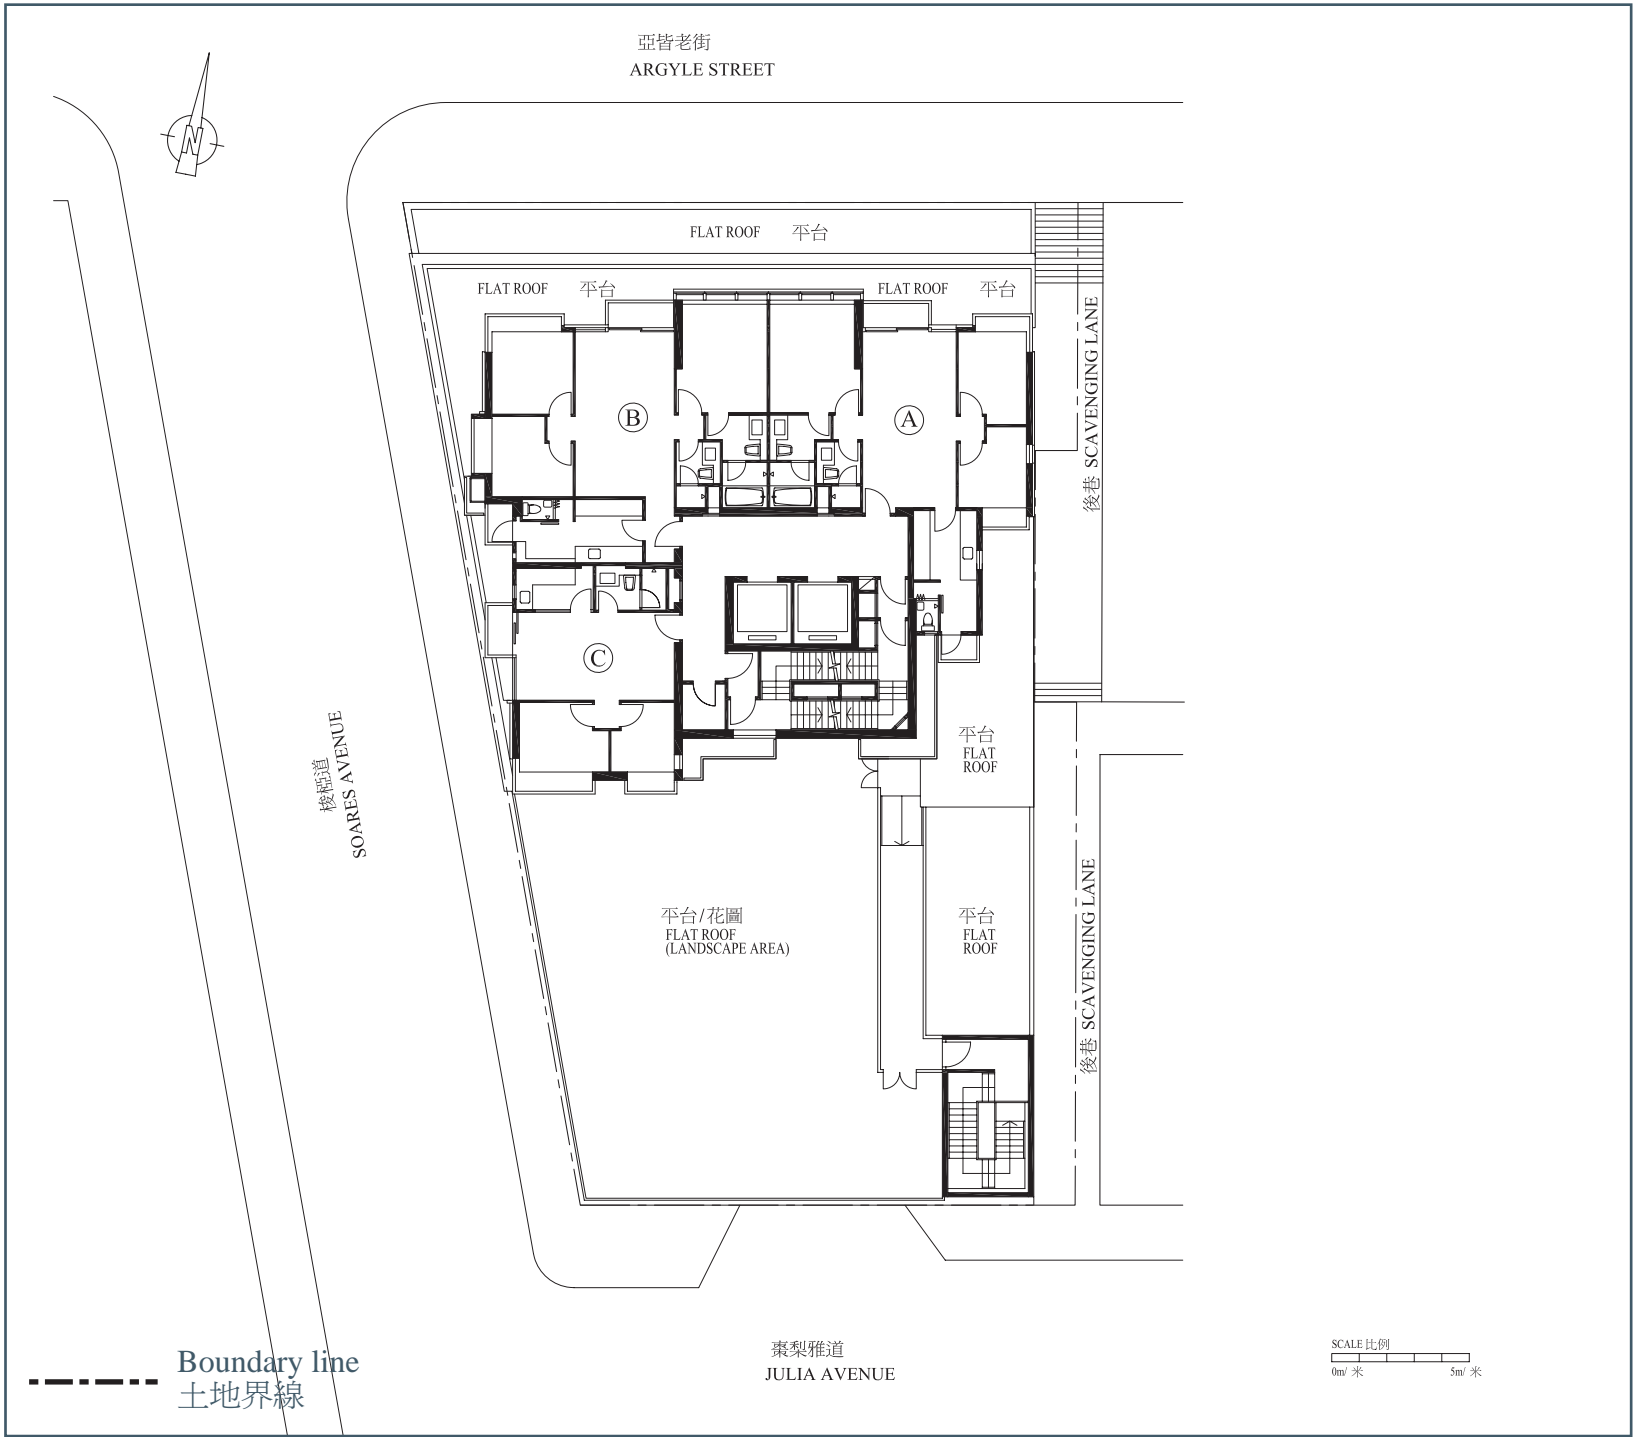 亞皆老街
ARGYLE STREET
N
FLAT ROOF 平台
FLAT ROOF 平台
FLAT ROOF 平台
後巷 SCAVENGING LANE
B
A
C
梭椏道
SOARES AVENUE
平台
FLAT
ROOF
平台/花圃
FLAT ROOF
(LANDSCAPE AREA)
平台
FLAT
ROOF
後巷 SCAVENGING LANE
棗梨雅道
JULIA AVENUE
SCALE 比例
0m/ 米 5m/ 米
Boundary line
土地界線